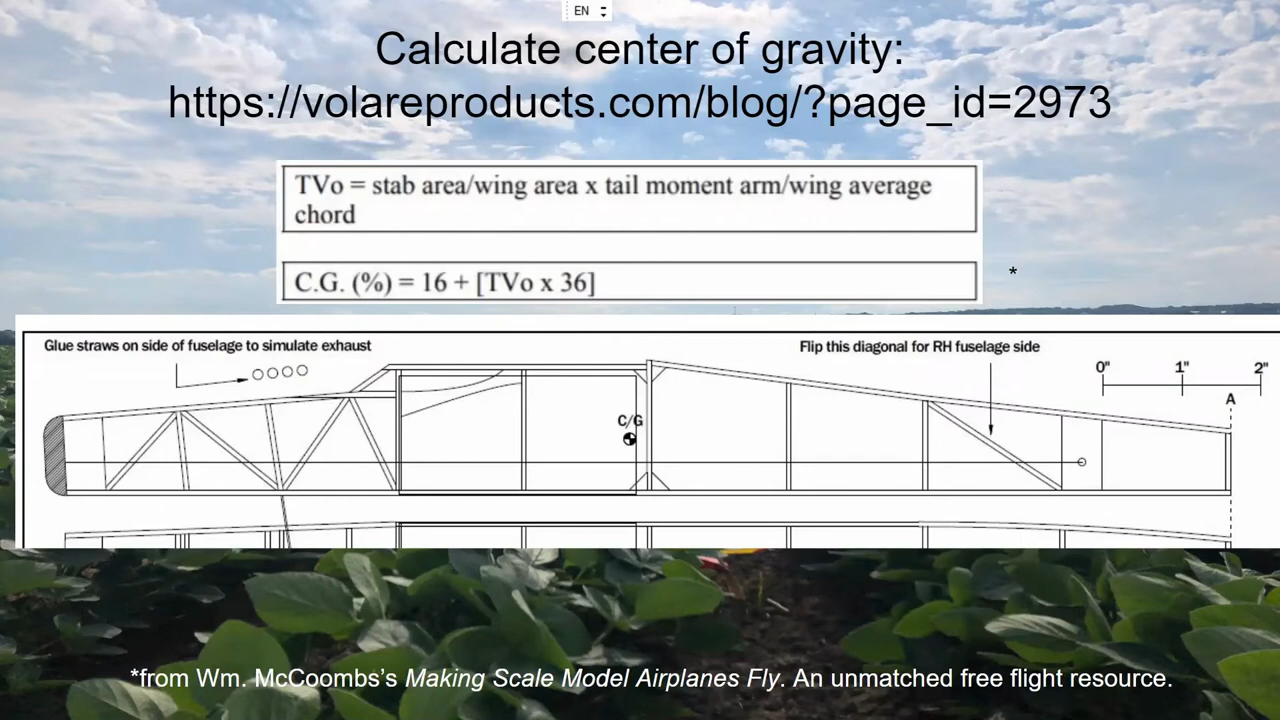 EN
Calculate center of gravity:
https://volareproducts.com/blog/?page_id=2973
TVo = stab area/wing area x tail moment arm/wing average
chord
C.G. (%) = 16 + [TVo x 36]
*
Glue straws on side of fuselage to simulate exhaust
Flip this diagonal for RH fuselage side
0" 1" 2"
A
C/G
*from Wm. McCoombs’s Making Scale Model Airplanes Fly. An unmatched free flight resource.